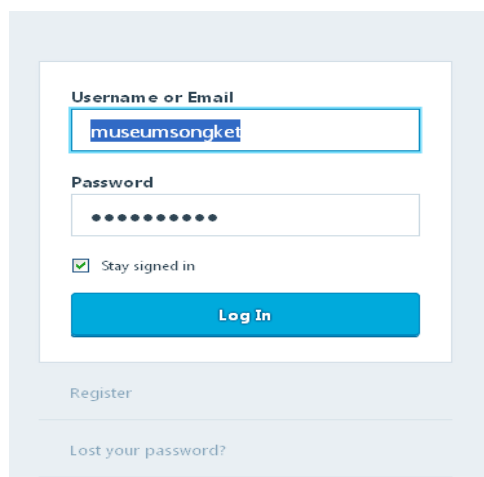 Username or Email
museumsongket
Password
••••••••••
Stay signed in
Log In
Register
Lost your password?